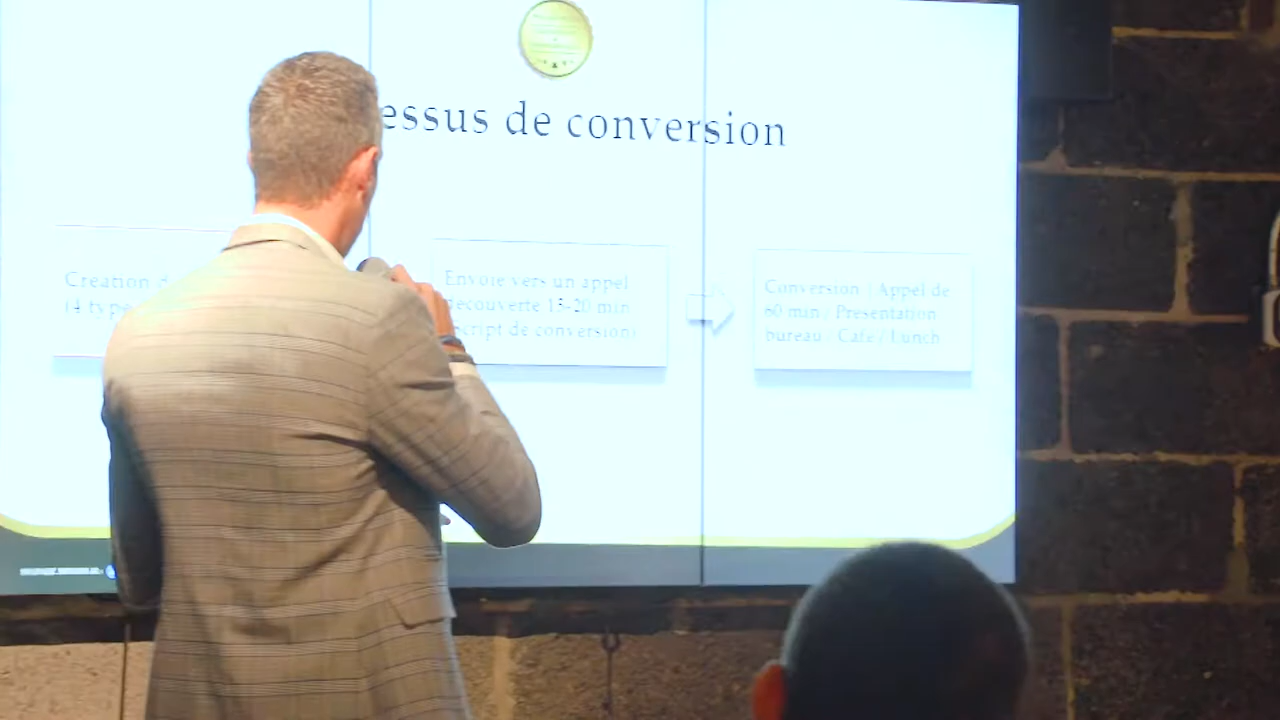 essus de conversion
Creation d
(4 type
Envoie vers un appel
decouverte 15-20 min
script de conversion)
Conversion / Appel de
60 min / Presentation
bureau / Cafe / Lunch